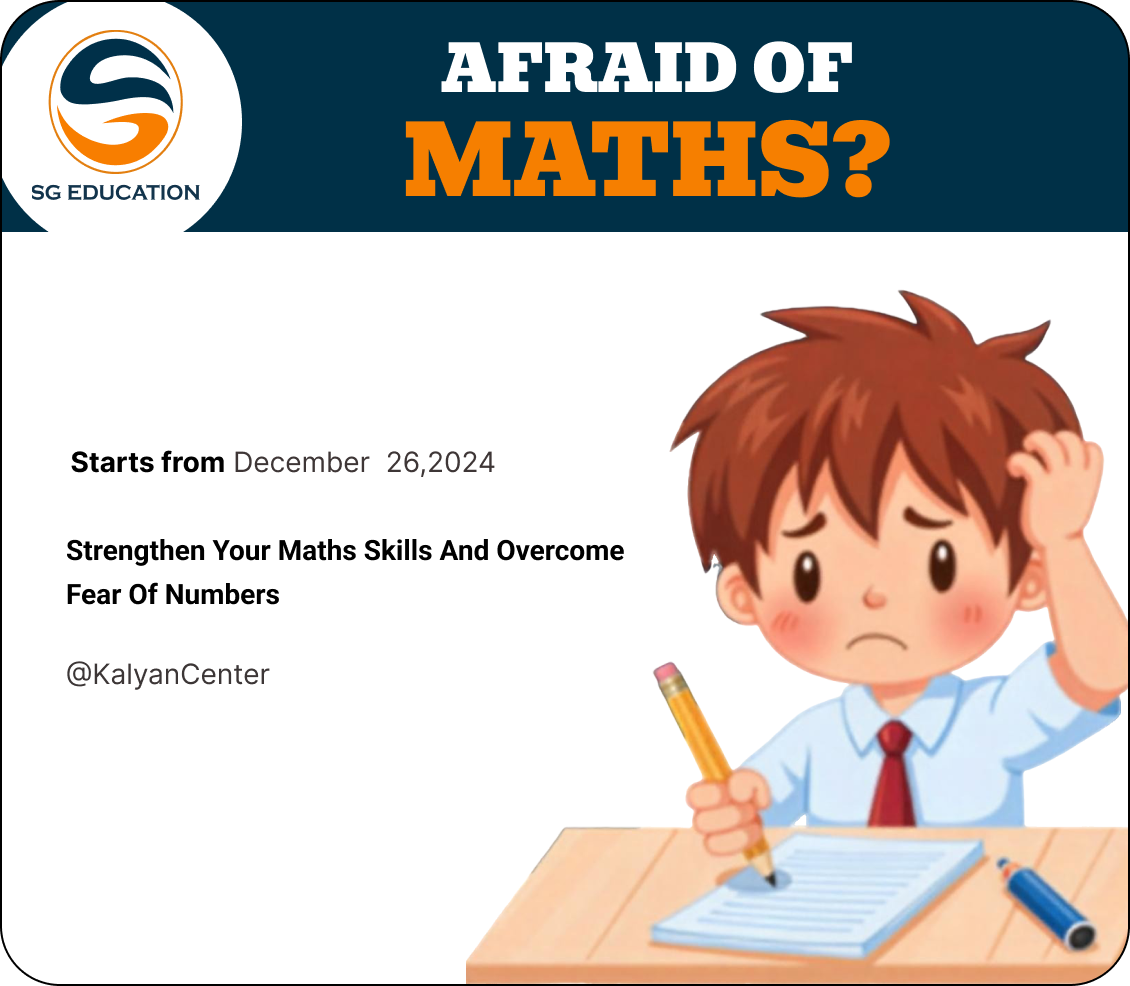 SG EDUCATION
AFRAID OF
MATHS?
Starts from December 26,2024
Strengthen Your Maths Skills And Overcome
Fear Of Numbers
@KalyanCenter